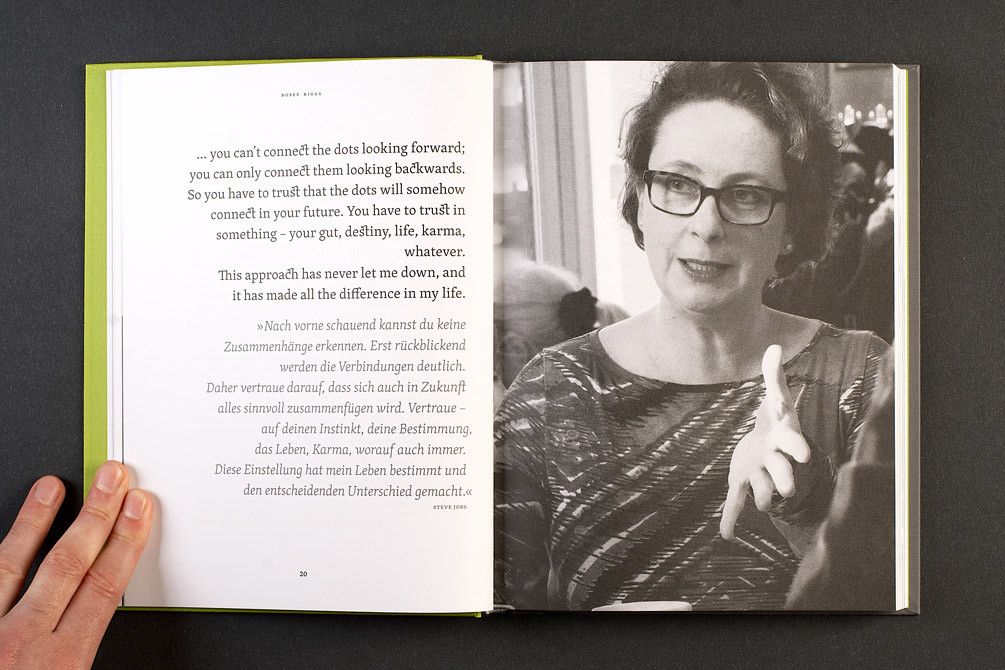 ROSEY RIGGS
... you can't connect the dots looking forward;
you can only connect them looking backwards.
So you have to trust that the dots will somehow
connect in your future. You have to trust in
something – your gut, destiny, life, karma,
whatever.
This approach has never let me down, and
it has made all the difference in my life.
»Nach vorne schauend kannst du keine
Zusammenhänge erkennen. Erst rückblickend
werden die Verbindungen deutlich.
Daher vertraue darauf, dass sich auch in Zukunft
alles sinnvoll zusammenfügen wird. Vertraue –
auf deinen Instinkt, deine Bestimmung,
das Leben, Karma, worauf auch immer.
Diese Einstellung hat mein Leben bestimmt und
den entscheidenden Unterschied gemacht.«
STEVE JOBS
20